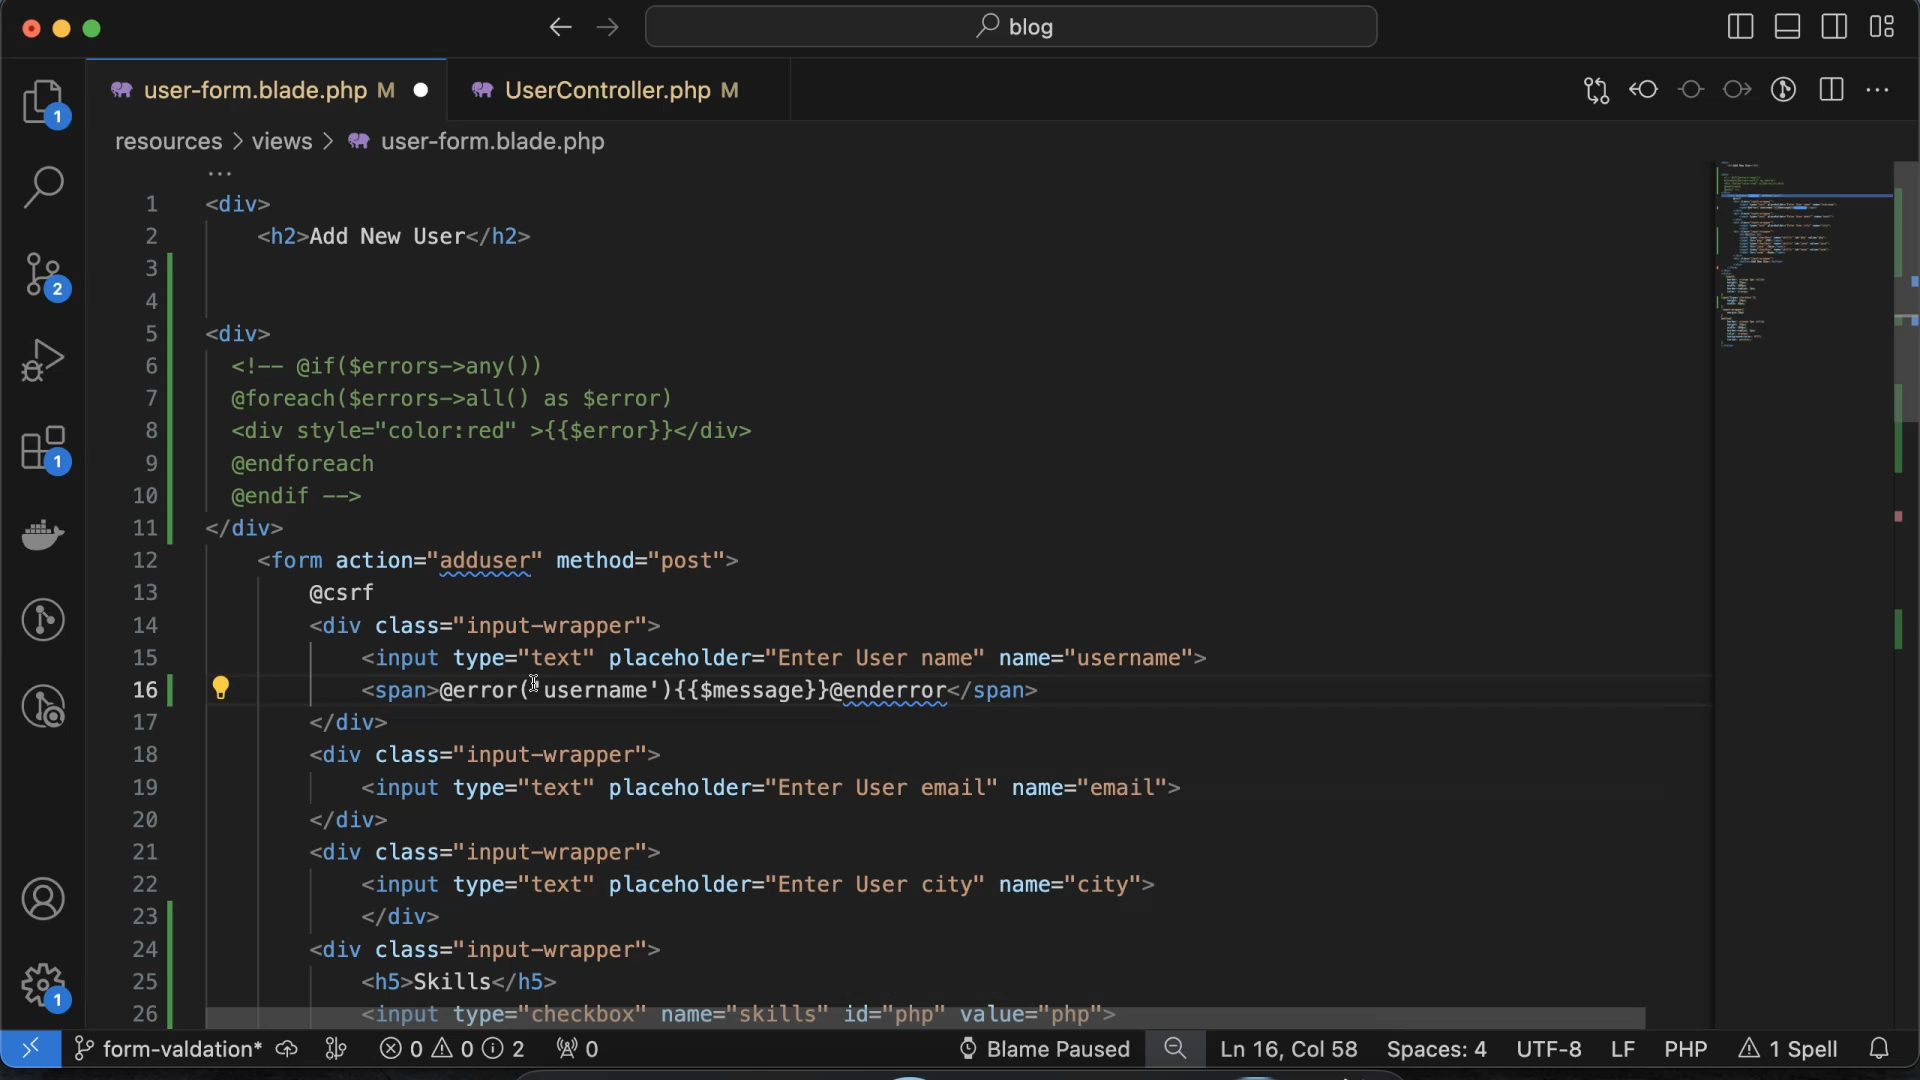 blog
user-form.blade.php M
UserController.php M
resources > views > user-form.blade.php
...
1 <div>
2 <h2>Add New User</h2>
3
4
5 <div>
6 <!-- @if($errors->any())
7 @foreach($errors->all() as $error)
8 <div style="color:red" >{{$error}}</div>
9 @endforeach
10 @endif -->
11 </div>
12 <form action="adduser" method="post">
13 @csrf
14 <div class="input-wrapper">
15 <input type="text" placeholder="Enter User name" name="username">
16 <span>@error('username'){{$message}}@enderror</span>
17 </div>
18 <div class="input-wrapper">
19 <input type="text" placeholder="Enter User email" name="email">
20 </div>
21 <div class="input-wrapper">
22 <input type="text" placeholder="Enter User city" name="city">
23 </div>
24 <div class="input-wrapper">
25 <h5>Skills</h5>
26 <input type="checkbox" name="skills" id="php" value="php">
1
2
1
1
form-valdation* 0 0 2 0 Blame Paused Ln 16, Col 58 Spaces: 4 UTF-8 LF PHP 1 Spell